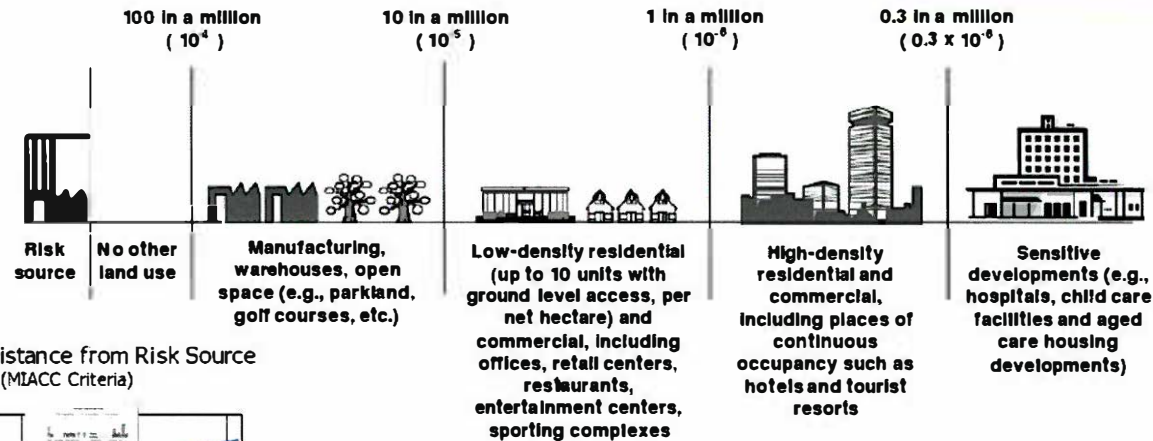 100 in a million
( 10⁻⁴ )
10 in a million
( 10⁻⁵ )
1 in a million
( 10⁻⁶ )
0.3 in a million
( 0.3 x 10⁻⁶ )
H
Risk
source
No other
land use
Manufacturing,
warehouses, open
space (e.g., parkland,
golf courses, etc.)
Low-density residential
(up to 10 units with
ground level access, per
net hectare) and
commercial, including
offices, retail centers,
restaurants,
entertainment centers,
sporting complexes
High-density
residential and
commercial,
including places of
continuous
occupancy such as
hotels and tourist
resorts
Sensitive
developments (e.g.,
hospitals, child care
facilities and aged
care housing
developments)
istance from Risk Source
(MIACC Criteria)